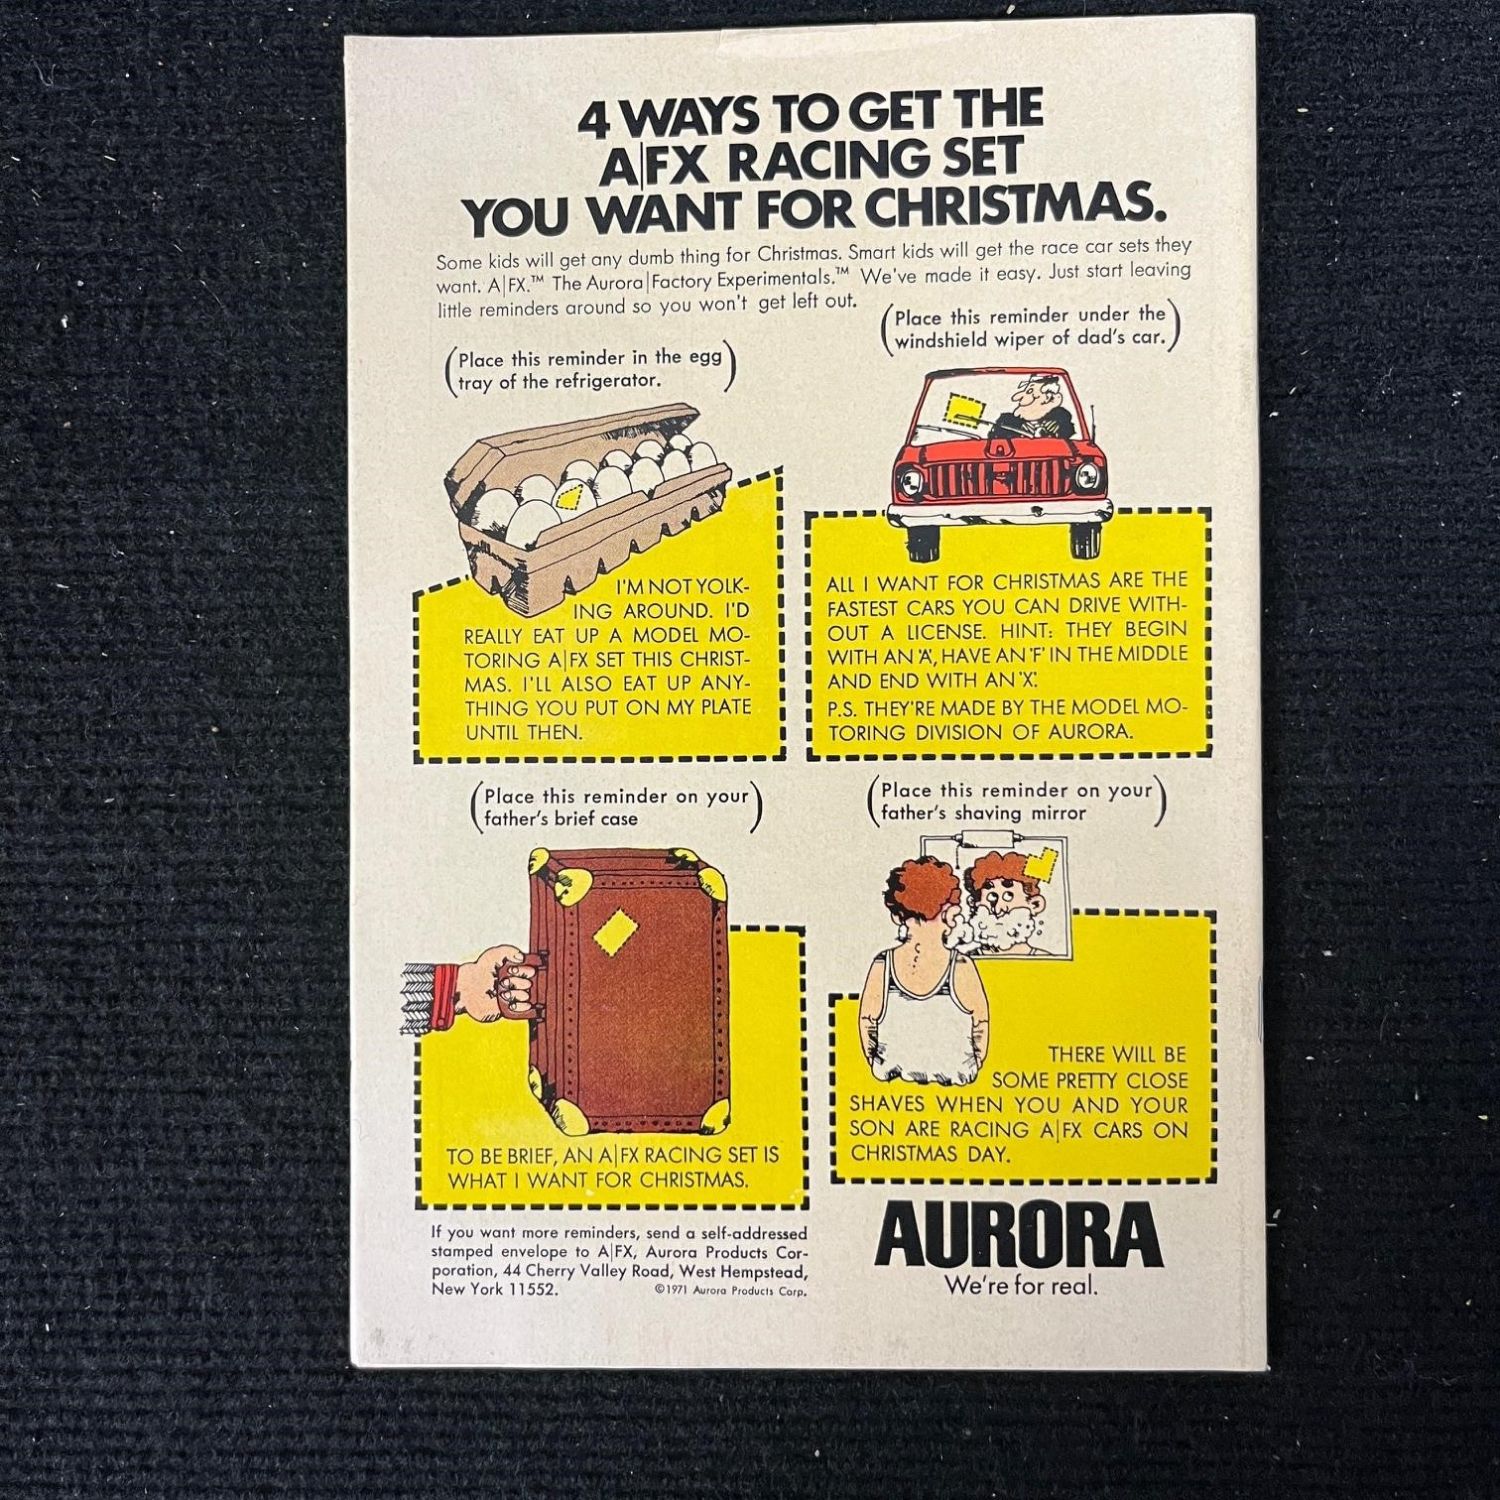 4 WAYS TO GET THE
A|FX RACING SET
YOU WANT FOR CHRISTMAS.
Some kids will get any dumb thing for Christmas. Smart kids will get the race car sets they
want. A|FX.™ The Aurora|Factory Experimentals.™ We've made it easy. Just start leaving
little reminders around so you won't get left out.
(Place this reminder in the egg
tray of the refrigerator.)
I'M NOT YOLK-
ING AROUND. I'D
REALLY EAT UP A MODEL MO-
TORING A|FX SET THIS CHRIST-
MAS. I'LL ALSO EAT UP ANY-
THING YOU PUT ON MY PLATE
UNTIL THEN.
(Place this reminder under the
windshield wiper of dad's car.)
ALL I WANT FOR CHRISTMAS ARE THE
FASTEST CARS YOU CAN DRIVE WITH-
OUT A LICENSE. HINT: THEY BEGIN
WITH AN 'A', HAVE AN 'F' IN THE MIDDLE
AND END WITH AN 'X'.
P.S. THEY'RE MADE BY THE MODEL MO-
TORING DIVISION OF AURORA.
(Place this reminder on your
father's brief case)
TO BE BRIEF, AN A|FX RACING SET IS
WHAT I WANT FOR CHRISTMAS.
(Place this reminder on your
father's shaving mirror)
THERE WILL BE
SOME PRETTY CLOSE
SHAVES WHEN YOU AND YOUR
SON ARE RACING A|FX CARS ON
CHRISTMAS DAY.
If you want more reminders, send a self-addressed
stamped envelope to A|FX, Aurora Products Cor-
poration, 44 Cherry Valley Road, West Hempstead,
New York 11552. ©1971 Aurora Products Corp.
AURORA
We're for real.